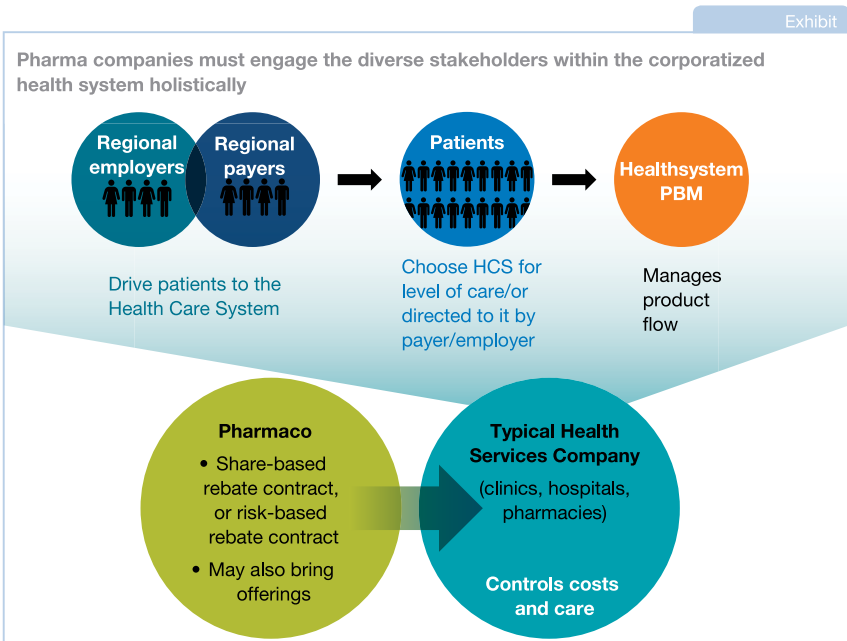 Exhibit
Pharma companies must engage the diverse stakeholders within the corporatized
health system holistically
Regional
employers
Regional
payers
Patients
Healthsystem
PBM
Drive patients to the
Health Care System
Choose HCS for
level of care/or
directed to it by
payer/employer
Manages
product
flow
Pharmaco
• Share-based
rebate contract,
or risk-based
rebate contract
• May also bring
offerings
Typical Health
Services Company
(clinics, hospitals,
pharmacies)
Controls costs
and care